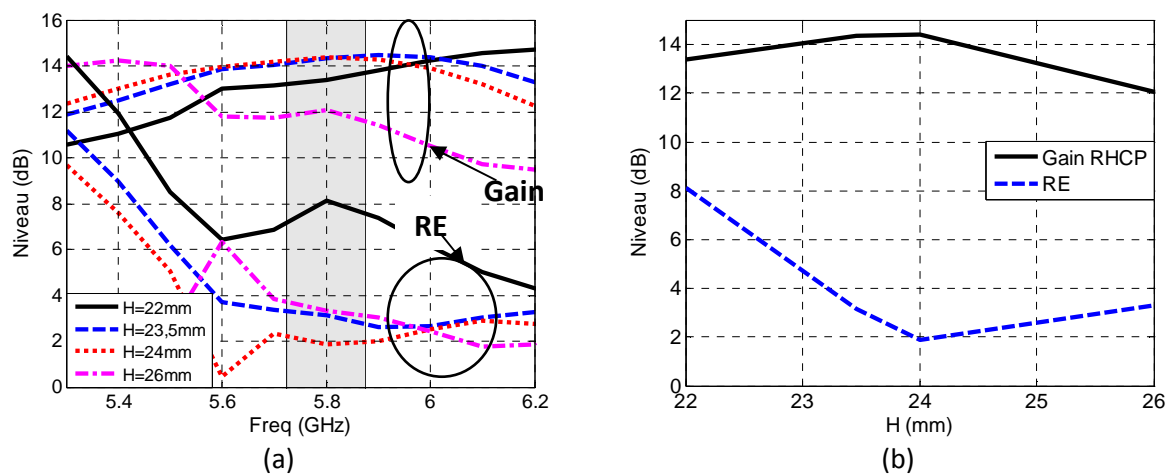 16
14
12
10
8
6
4
2
0
Niveau (dB)
Gain
RE
H=22mm
H=23,5mm
H=24mm
H=26mm
5.4 5.6 5.8 6 6.2
Freq (GHz)
(a)
15
14
12
10
8
6
4
2
0
Niveau (dB)
Gain RHCP
RE
22 23 24 25 26
H (mm)
(b)